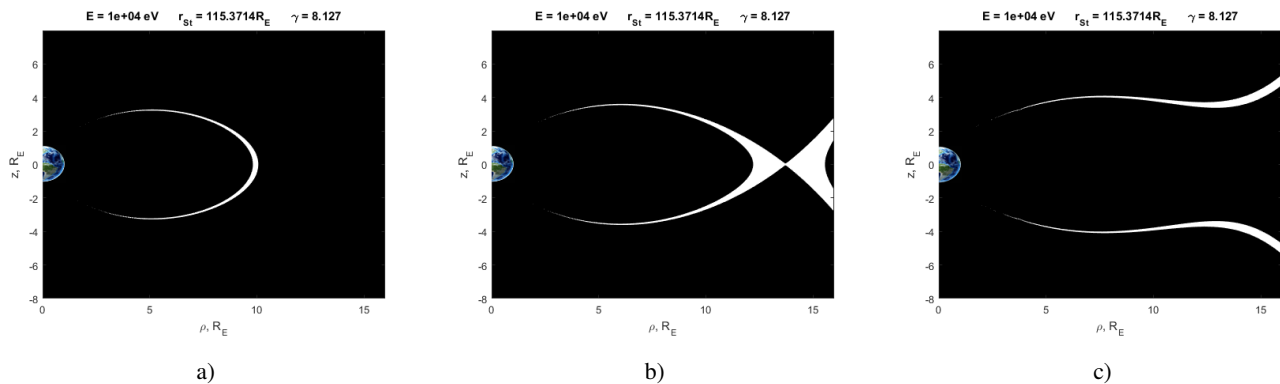 E = 1e+04 eV r_St = 115.3714R_E γ = 8.127
6
4
2
0
-2
-4
-6
-8
z, R_E
0 5 10 15
ρ, R_E
a)
E = 1e+04 eV r_St = 115.3714R_E γ = 8.127
6
4
2
0
-2
-4
-6
-8
z, R_E
0 5 10 15
ρ, R_E
b)
E = 1e+04 eV r_St = 115.3714R_E γ = 8.127
6
4
2
0
-2
-4
-6
-8
z, R_E
0 5 10 15
ρ, R_E
c)